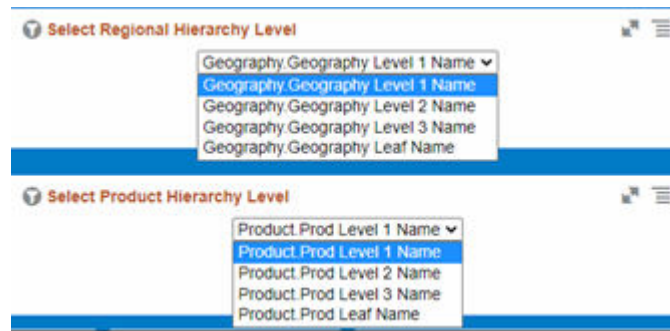 Select Regional Hierarchy Level
Geography.Geography Level 1 Name
Geography.Geography Level 1 Name
Geography.Geography Level 2 Name
Geography.Geography Level 3 Name
Geography.Geography Leaf Name
Select Product Hierarchy Level
Product.Prod Level 1 Name
Product.Prod Level 1 Name
Product.Prod Level 2 Name
Product.Prod Level 3 Name
Product.Prod Leaf Name